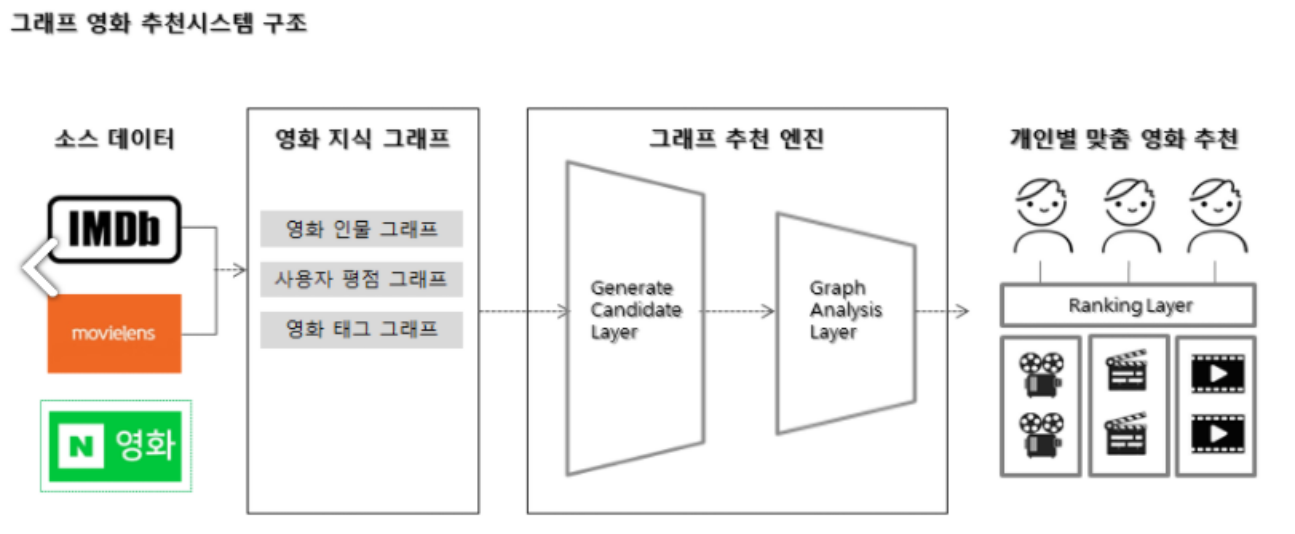 그래프 영화 추천시스템 구조
소스 데이터
IMDb
movielens
N 영화
영화 지식 그래프
영화 인물 그래프
사용자 평점 그래프
영화 태그 그래프
그래프 추천 엔진
Generate
Candidate
Layer
Graph
Analysis
Layer
개인별 맞춤 영화 추천
Ranking Layer